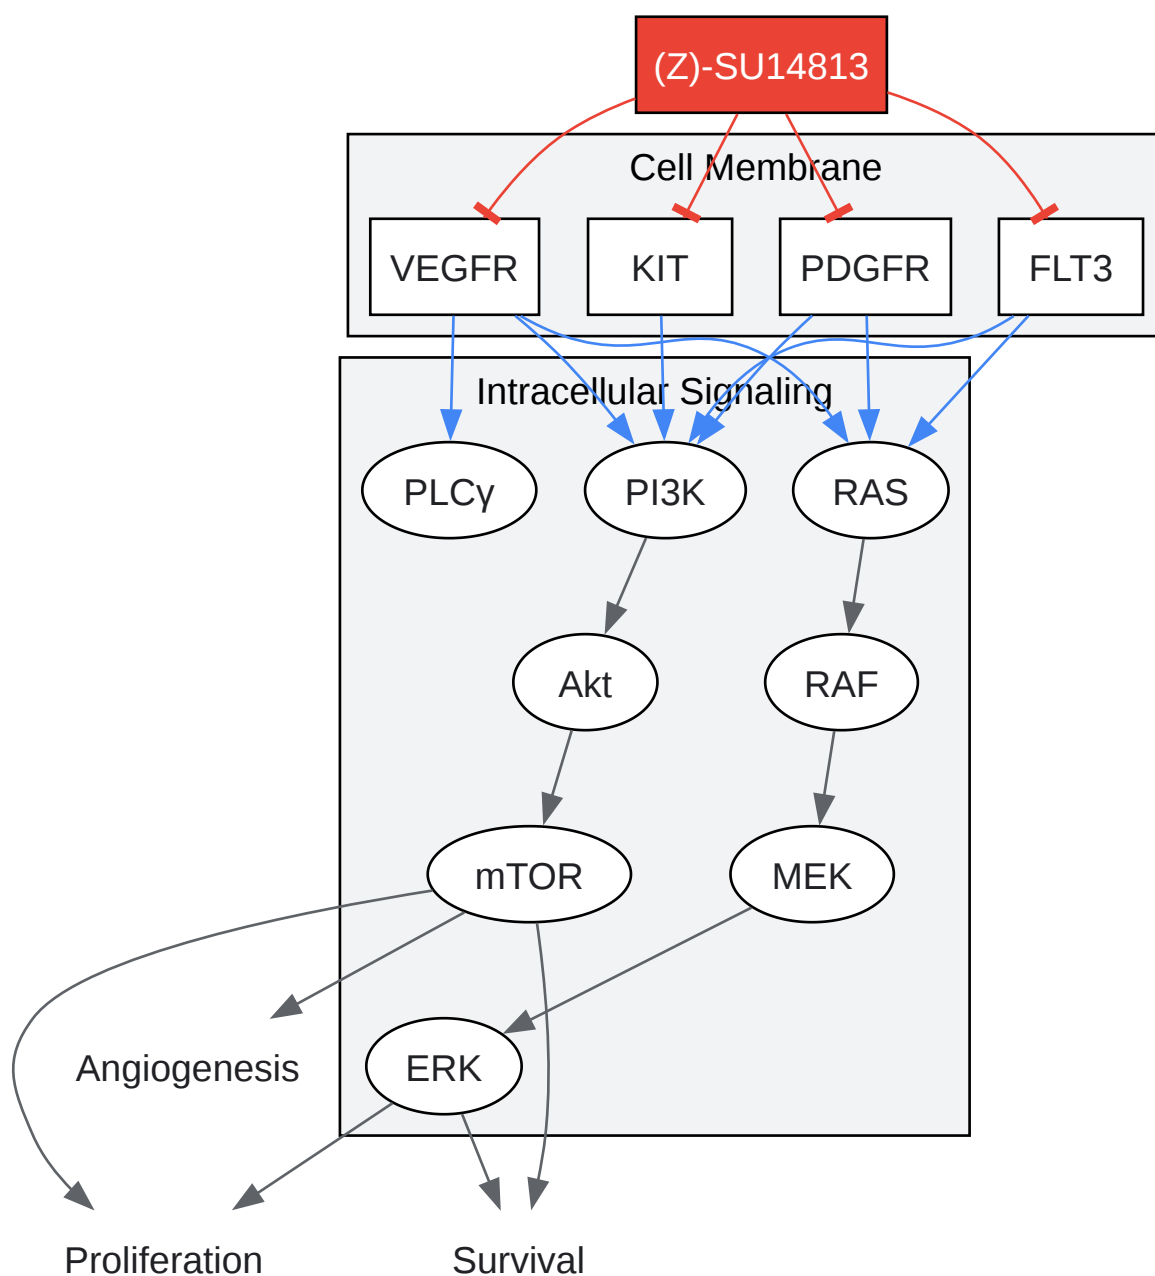 (Z)-SU14813
Cell Membrane
VEGFR
KIT
PDGFR
FLT3
Intracellular Signaling
PLCγ
PI3K
RAS
Akt
RAF
mTOR
MEK
Angiogenesis
ERK
Proliferation
Survival